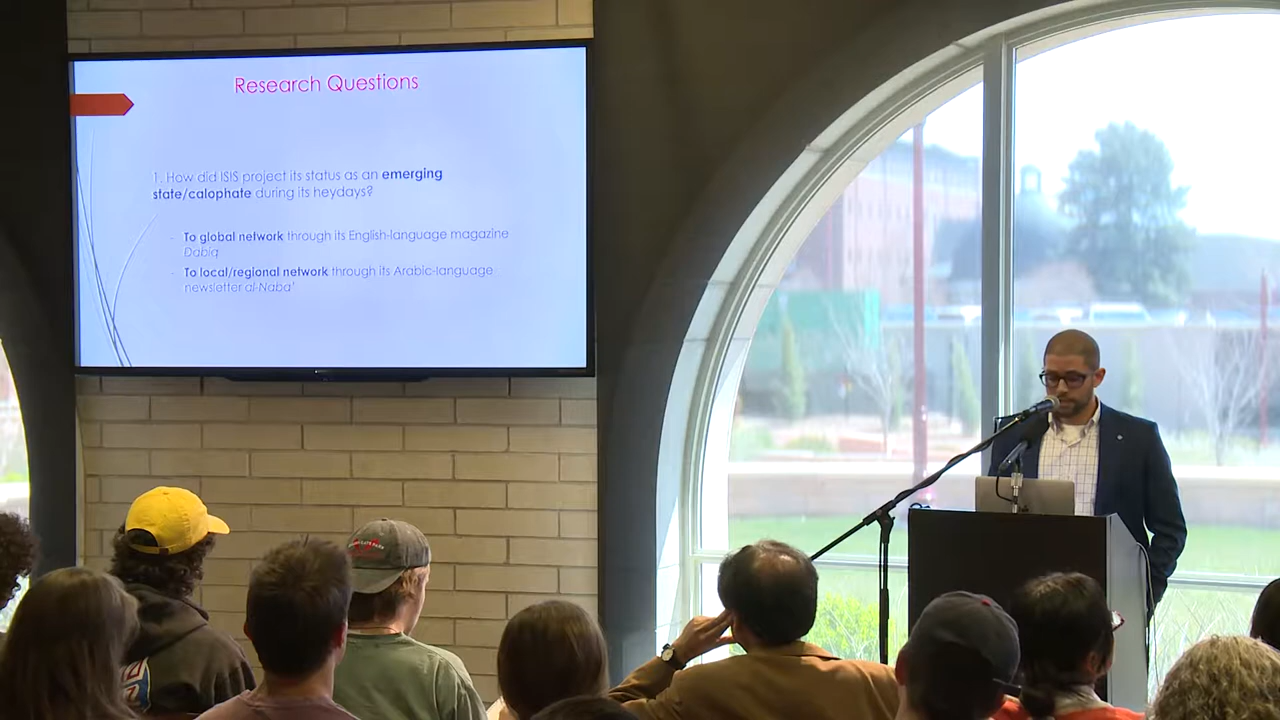 Research Questions
1. How did ISIS project its status as an emerging
state/calophate during its heydays?
- To global network through its English-language magazine
Dabiq
- To local/regional network through its Arabic-language
newsletter al-Naba'